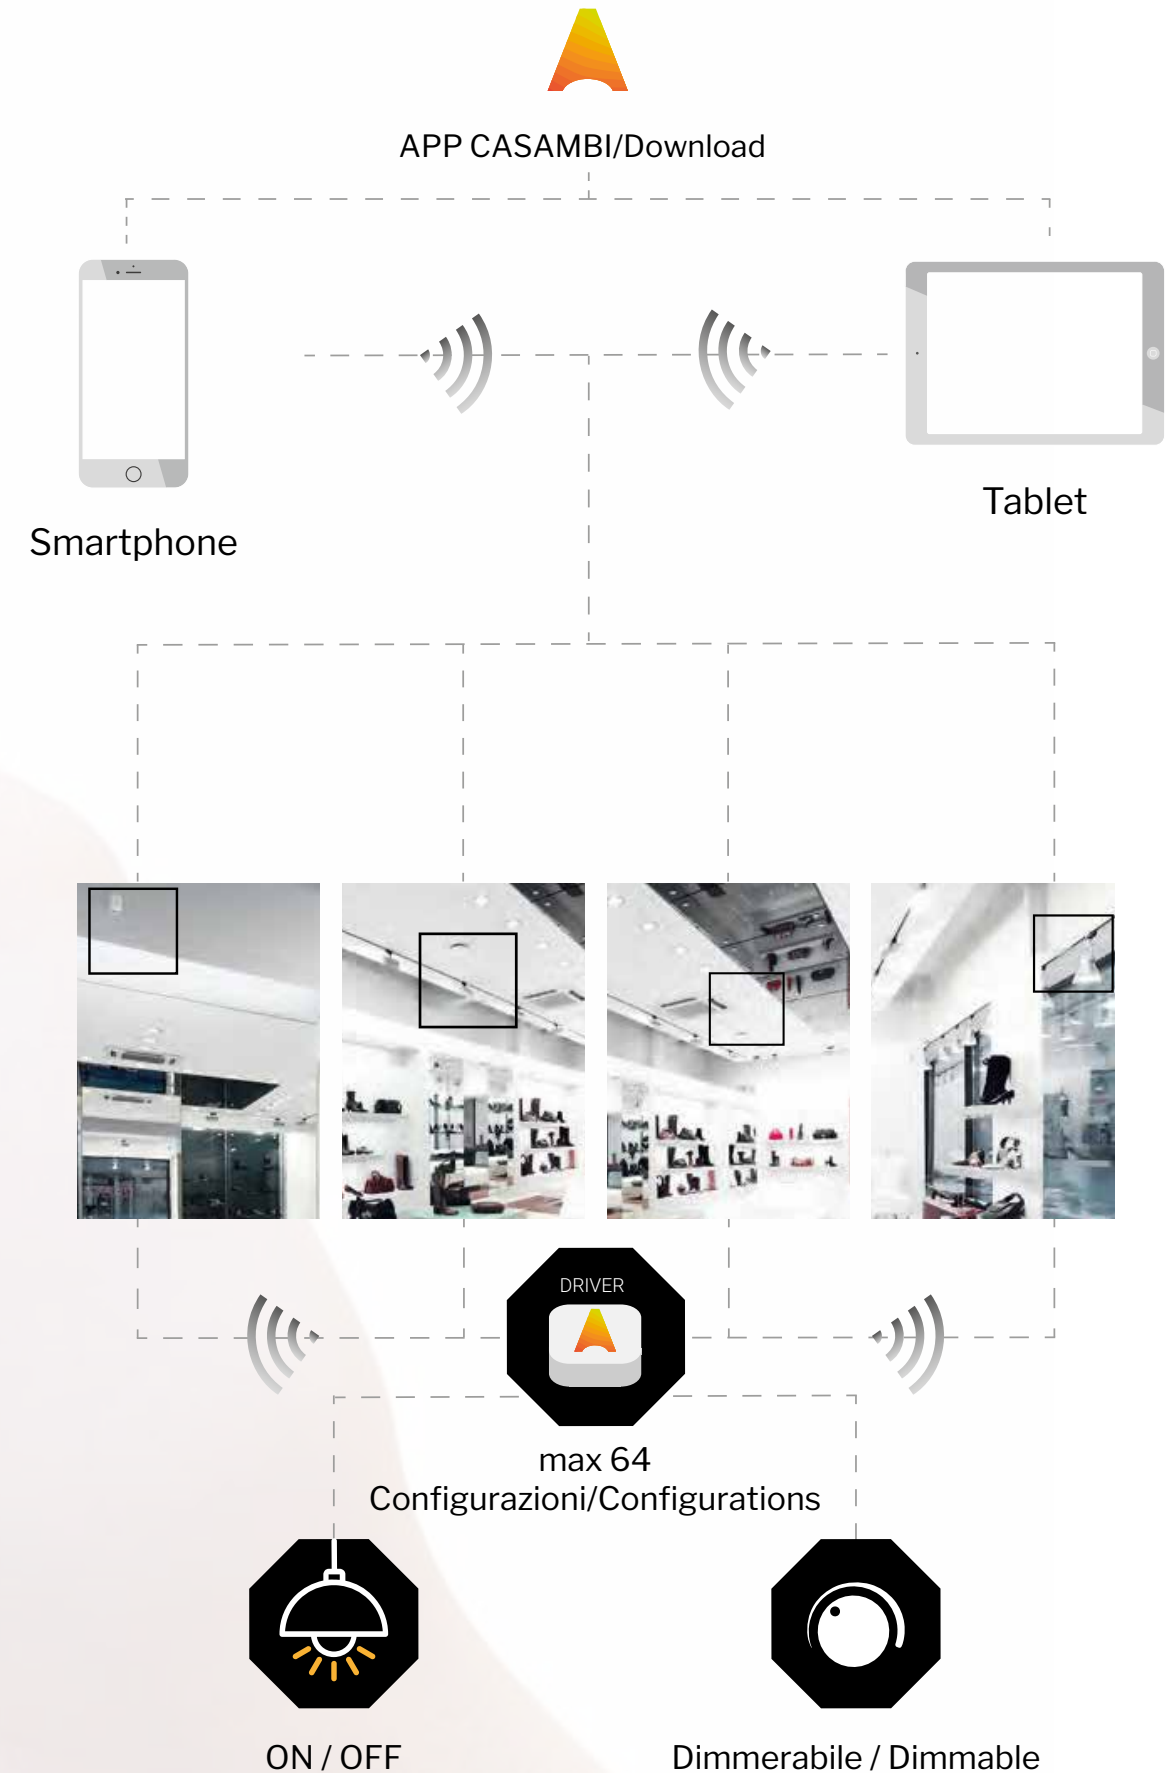 APP CASAMBI/Download
Smartphone
Tablet
DRIVER
max 64
Configurazioni/Configurations
ON / OFF
Dimmerabile / Dimmable